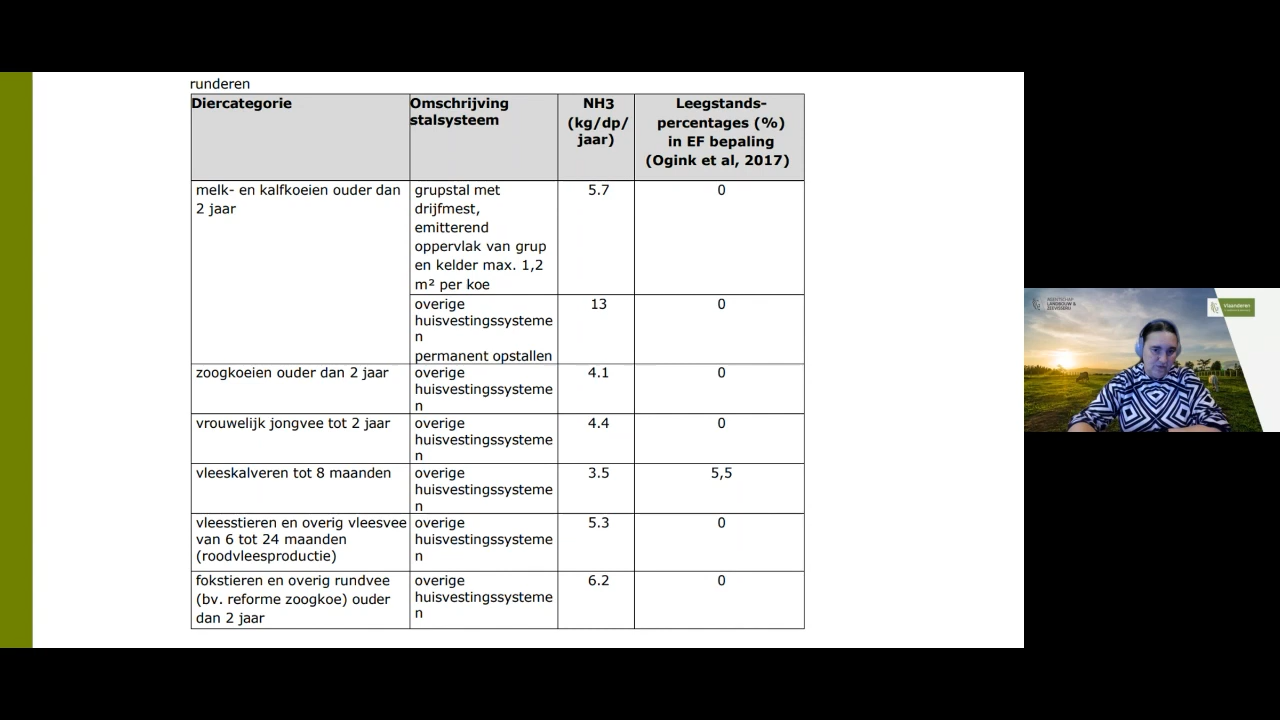 runderen
Diercategorie
Omschrijving
stalsysteem
NH3
(kg/dp/
jaar)
Leegstands-
percentages (%)
in EF bepaling
(Ogink et al, 2017)
melk- en kalfkoeien ouder dan
2 jaar
grupstal met
drijfmest,
emitterend
oppervlak van grup
en kelder max. 1,2
m² per koe
5.7
0
overige
huisvestingssysteme
n
permanent opstallen
13
0
zoogkoeien ouder dan 2 jaar
overige
huisvestingssysteme
n
4.1
0
vrouwelijk jongvee tot 2 jaar
overige
huisvestingssysteme
n
4.4
0
vleeskalveren tot 8 maanden
overige
huisvestingssysteme
n
3.5
5,5
vleesstieren en overig vleesvee
van 6 tot 24 maanden
(roodvleesproductie)
overige
huisvestingssysteme
n
5.3
0
fokstieren en overig rundvee
(bv. reforme zoogkoe) ouder
dan 2 jaar
overige
huisvestingssysteme
n
6.2
0
AGENTSCHAP
LANDBOUW &
ZEEVISSERIJ
Vlaanderen